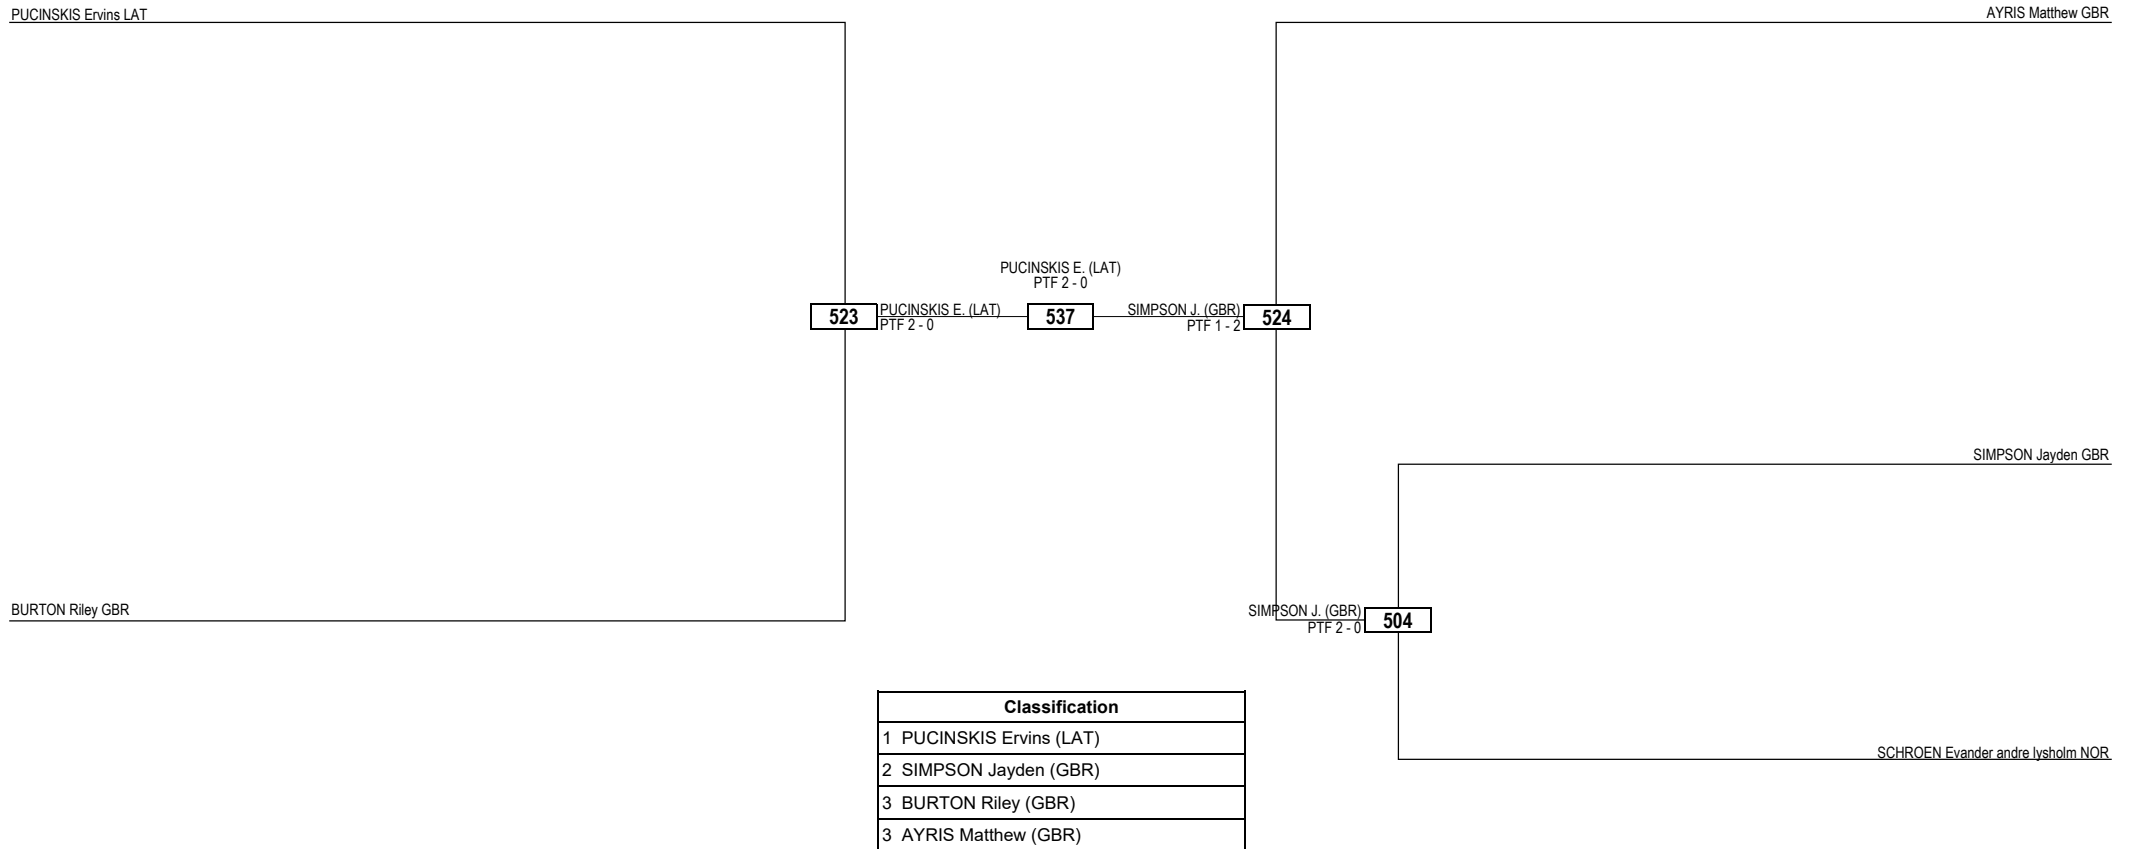 PUCINSKIS Ervins LAT
AYRIS Matthew GBR
PUCINSKIS E. (LAT)
PTF 2 - 0
523
PUCINSKIS E. (LAT)
PTF 2 - 0
537
SIMPSON J. (GBR)
PTF 1 - 2
524
SIMPSON Jayden GBR
BURTON Riley GBR
SIMPSON J. (GBR)
PTF 2 - 0
504
SCHROEN Evander andre lysholm NOR
Classification
1 PUCINSKIS Ervins (LAT)
2 SIMPSON Jayden (GBR)
3 BURTON Riley (GBR)
3 AYRIS Matthew (GBR)